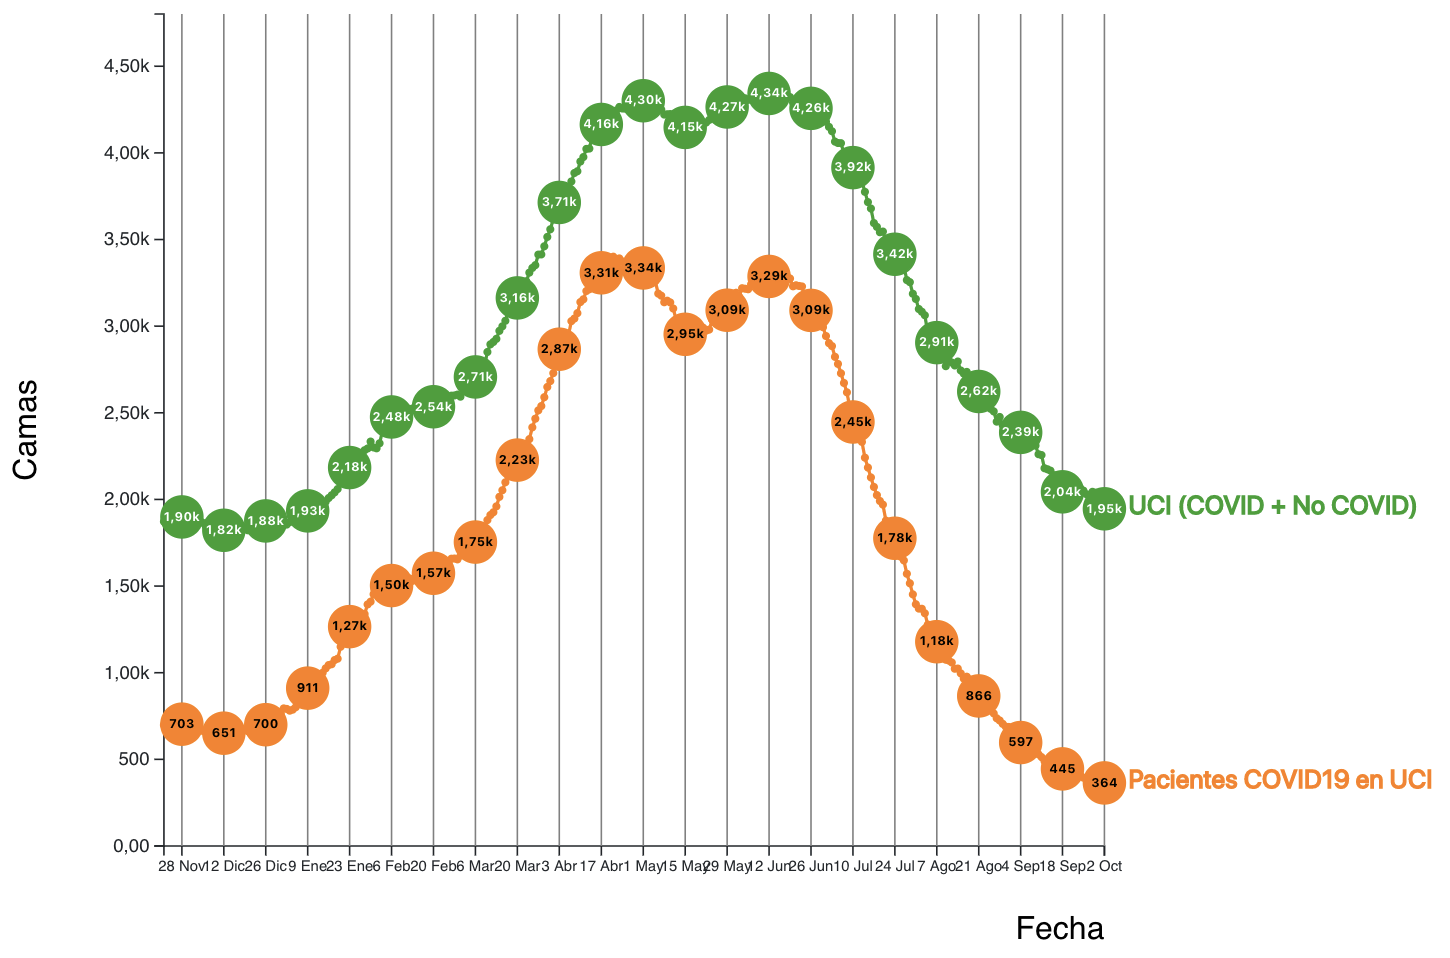 4,50k
4,00k
3,50k
3,00k
2,50k
2,00k
1,50k
1,00k
500
0,00
Camas
1,90k 1,82k 1,88k 1,93k 2,18k 2,48k 2,54k 2,71k 3,16k 3,71k 4,16k 4,30k 4,15k 4,27k 4,34k 4,26k 3,92k 3,42k 2,91k 2,62k 2,39k 2,04k 1,95k
UCI (COVID + No COVID)
703 651 700 911 1,27k 1,50k 1,57k 1,75k 2,23k 2,87k 3,31k 3,34k 2,95k 3,09k 3,29k 3,09k 2,45k 1,78k 1,18k 866 597 445 364
Pacientes COVID19 en UCI
28 Nov 12 Dic 26 Dic 9 Ene 23 Ene 6 Feb 20 Feb 6 Mar 20 Mar 3 Abr 17 Abr 1 May 15 May 29 May 12 Jun 26 Jun 10 Jul 24 Jul 7 Ago 21 Ago 4 Sep 18 Sep 2 Oct
Fecha